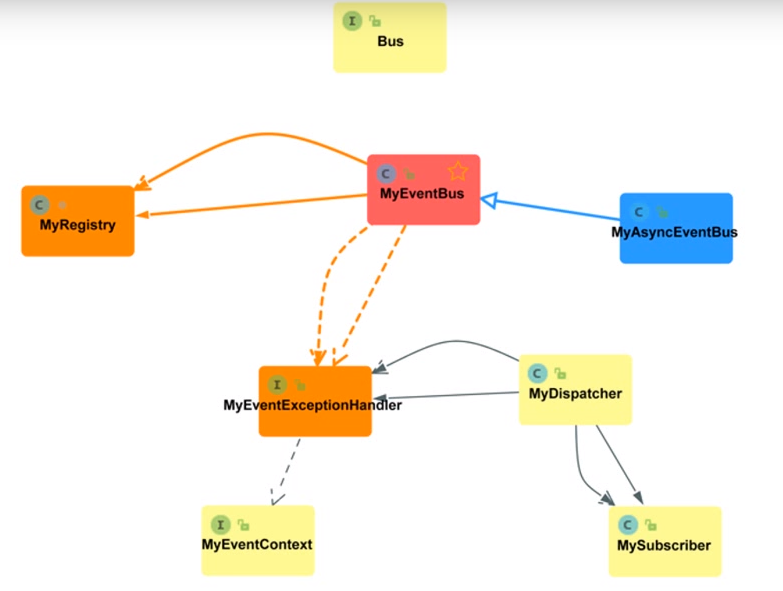 I
Bus
C
MyEventBus
C
MyRegistry
C
MyAsyncEventBus
I
MyEventExceptionHandler
C
MyDispatcher
I
MyEventContext
C
MySubscriber